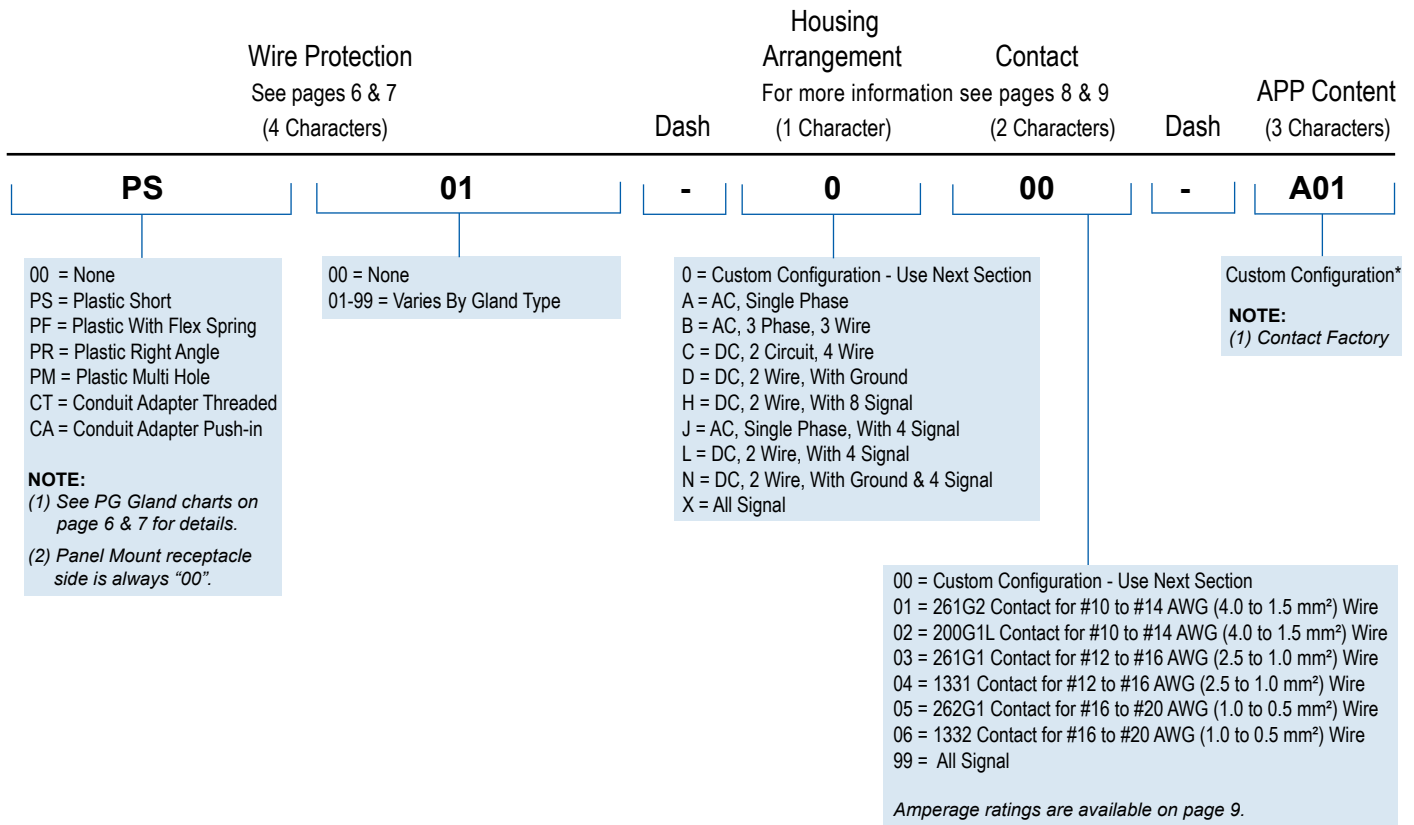 Wire Protection
See pages 6 & 7
(4 Characters)
Dash
Housing
Arrangement
Contact
For more information see pages 8 & 9
(1 Character)
(2 Characters)
Dash
APP Content
(3 Characters)
PS
01
-
0
00
-
A01
00 = None
PS = Plastic Short
PF = Plastic With Flex Spring
PR = Plastic Right Angle
PM = Plastic Multi Hole
CT = Conduit Adapter Threaded
CA = Conduit Adapter Push-in
NOTE:
(1) See PG Gland charts on
page 6 & 7 for details.
(2) Panel Mount receptacle
side is always “00”.
00 = None
01-99 = Varies By Gland Type
0 = Custom Configuration - Use Next Section
A = AC, Single Phase
B = AC, 3 Phase, 3 Wire
C = DC, 2 Circuit, 4 Wire
D = DC, 2 Wire, With Ground
H = DC, 2 Wire, With 8 Signal
J = AC, Single Phase, With 4 Signal
L = DC, 2 Wire, With 4 Signal
N = DC, 2 Wire, With Ground & 4 Signal
X = All Signal
00 = Custom Configuration - Use Next Section
01 = 261G2 Contact for #10 to #14 AWG (4.0 to 1.5 mm²) Wire
02 = 200G1L Contact for #10 to #14 AWG (4.0 to 1.5 mm²) Wire
03 = 261G1 Contact for #12 to #16 AWG (2.5 to 1.0 mm²) Wire
04 = 1331 Contact for #12 to #16 AWG (2.5 to 1.0 mm²) Wire
05 = 262G1 Contact for #16 to #20 AWG (1.0 to 0.5 mm²) Wire
06 = 1332 Contact for #16 to #20 AWG (1.0 to 0.5 mm²) Wire
99 = All Signal
Amperage ratings are available on page 9.
Custom Configuration*
NOTE:
(1) Contact Factory